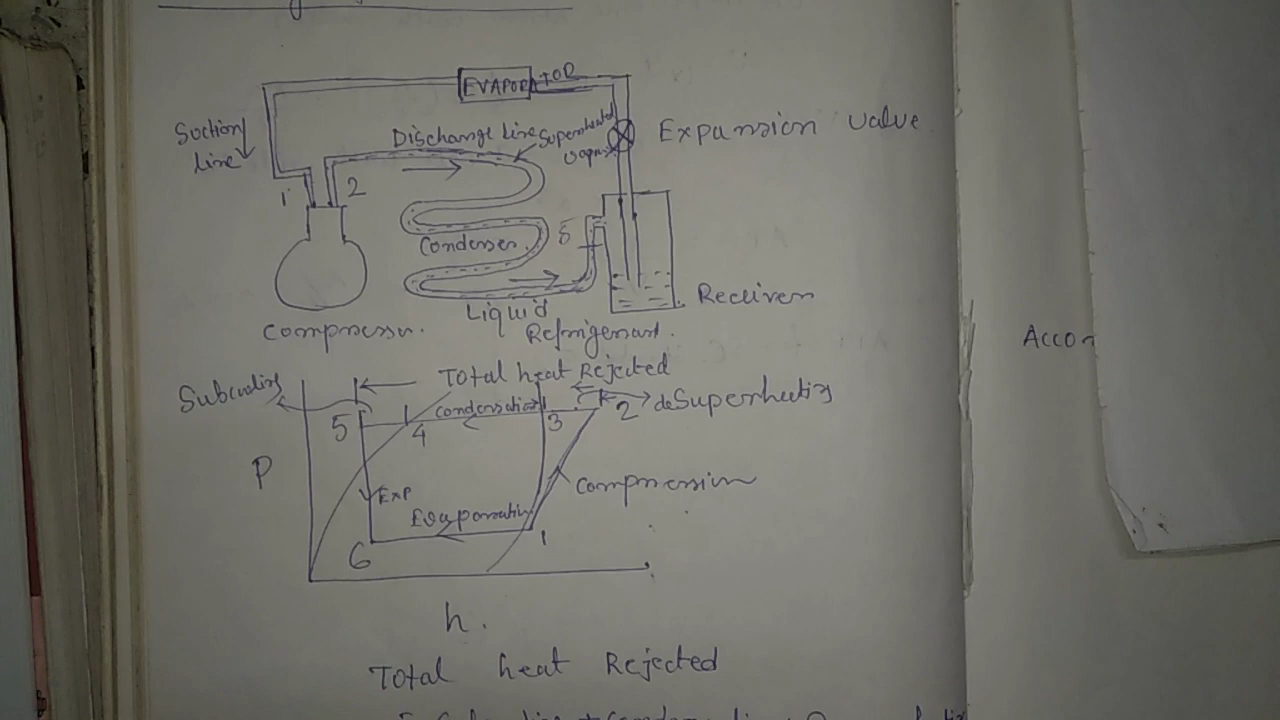 EVAPORATOR
Suction
line
Discharge line
Superheated
vapour
Expansion valve
1
2
Condenser.
5
Receiver
Liquid
Refrigerant.
Compressor.
Accor
Total heat Rejected
Subcooling
condensation
desuperheating
5
4
3
2
P
Compression
Exp
Evaporation
6
1
h.
Total heat Rejected